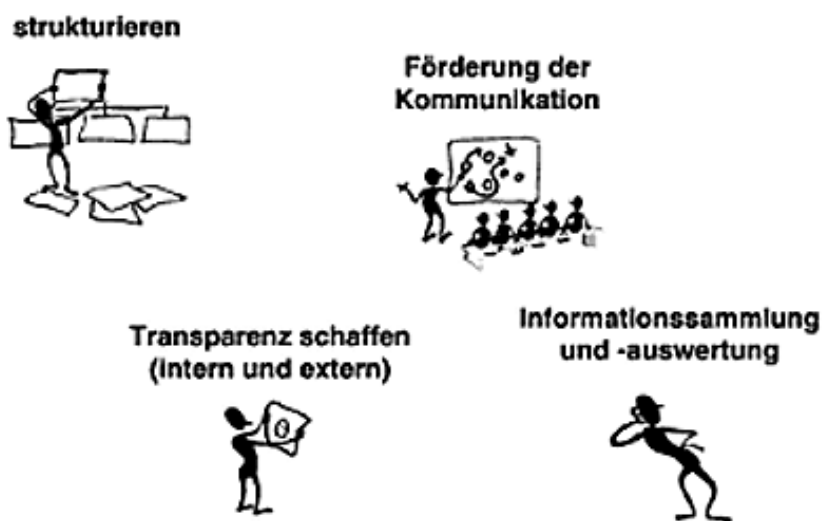 strukturieren
Förderung der
Kommunikation
Transparenz schaffen
(intern und extern)
Informationssammlung
und -auswertung